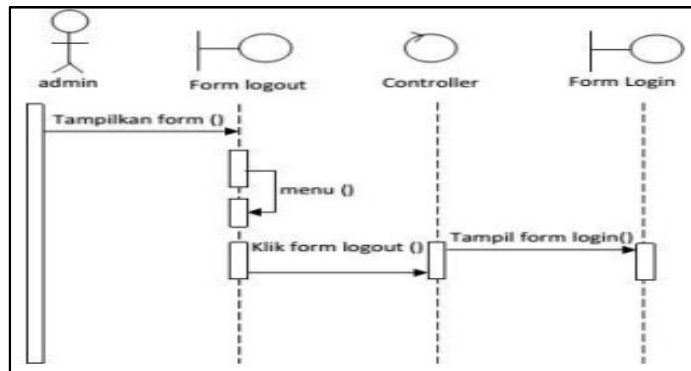 admin
Form logout
Controller
Form Login
Tampilkan form ()
menu ()
Klik form logout ()
Tampil form login()